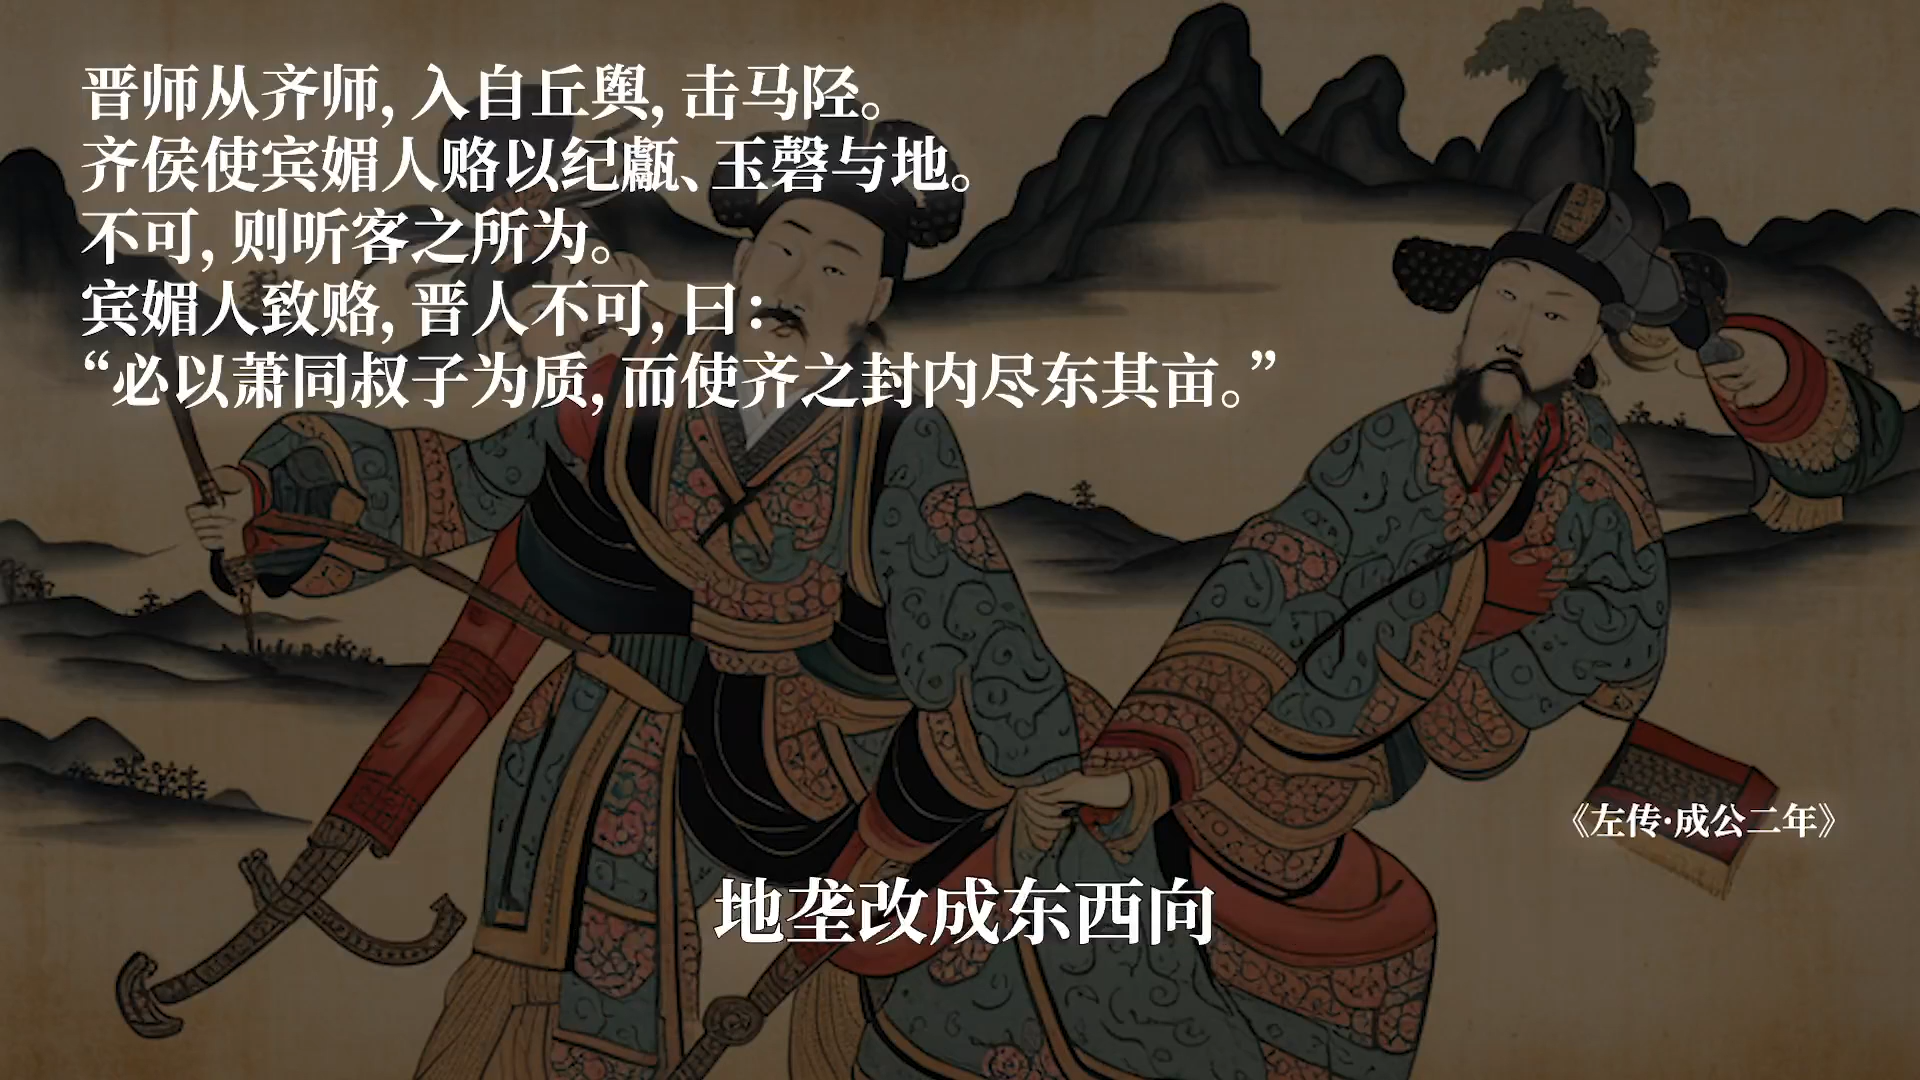 晋师从齐师，入自丘舆，击马陉。
齐侯使宾媚人赂以纪甗、玉磬与地。
不可，则听客之所为。
宾媚人致赂，晋人不可，曰：
“必以萧同叔子为质，而使齐之封内尽东其亩。”
《左传·成公二年》
地垄改成东西向